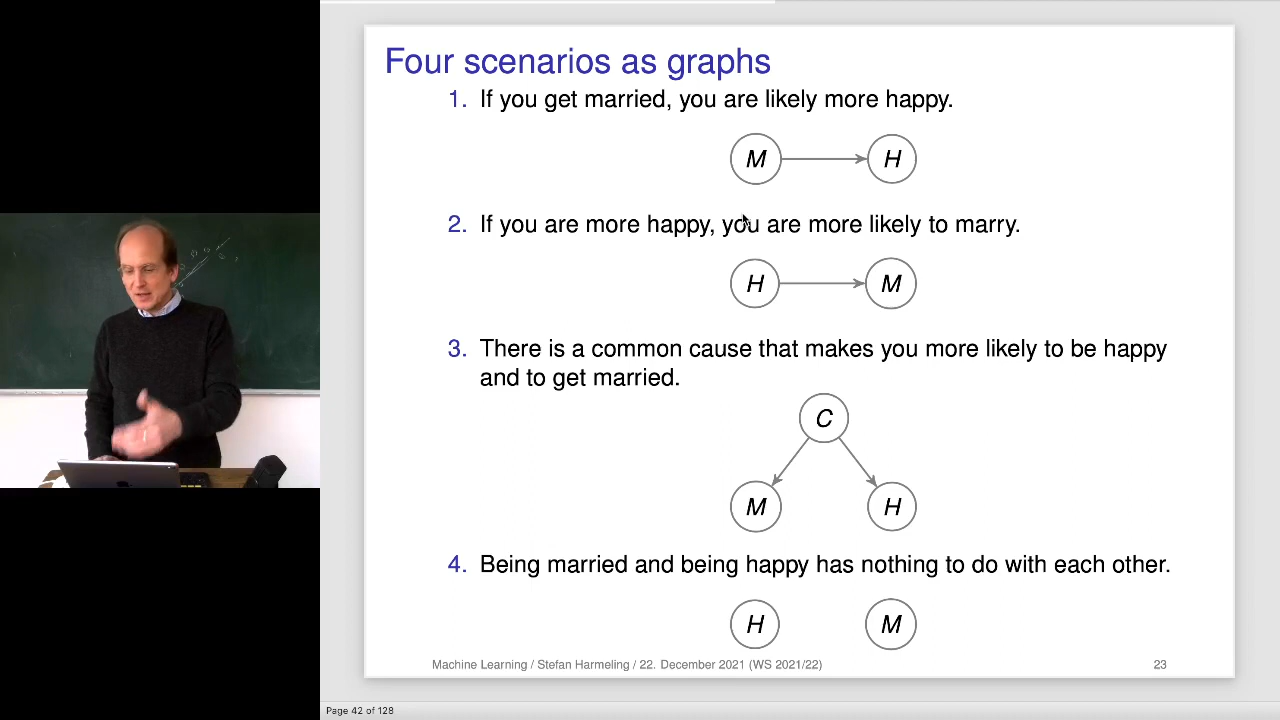 Four scenarios as graphs
1. If you get married, you are likely more happy.
M H
2. If you are more happy, you are more likely to marry.
H M
3. There is a common cause that makes you more likely to be happy
and to get married.
C
M H
4. Being married and being happy has nothing to do with each other.
H M
Machine Learning / Stefan Harmeling / 22. December 2021 (WS 2021/22) 23
Page 42 of 128